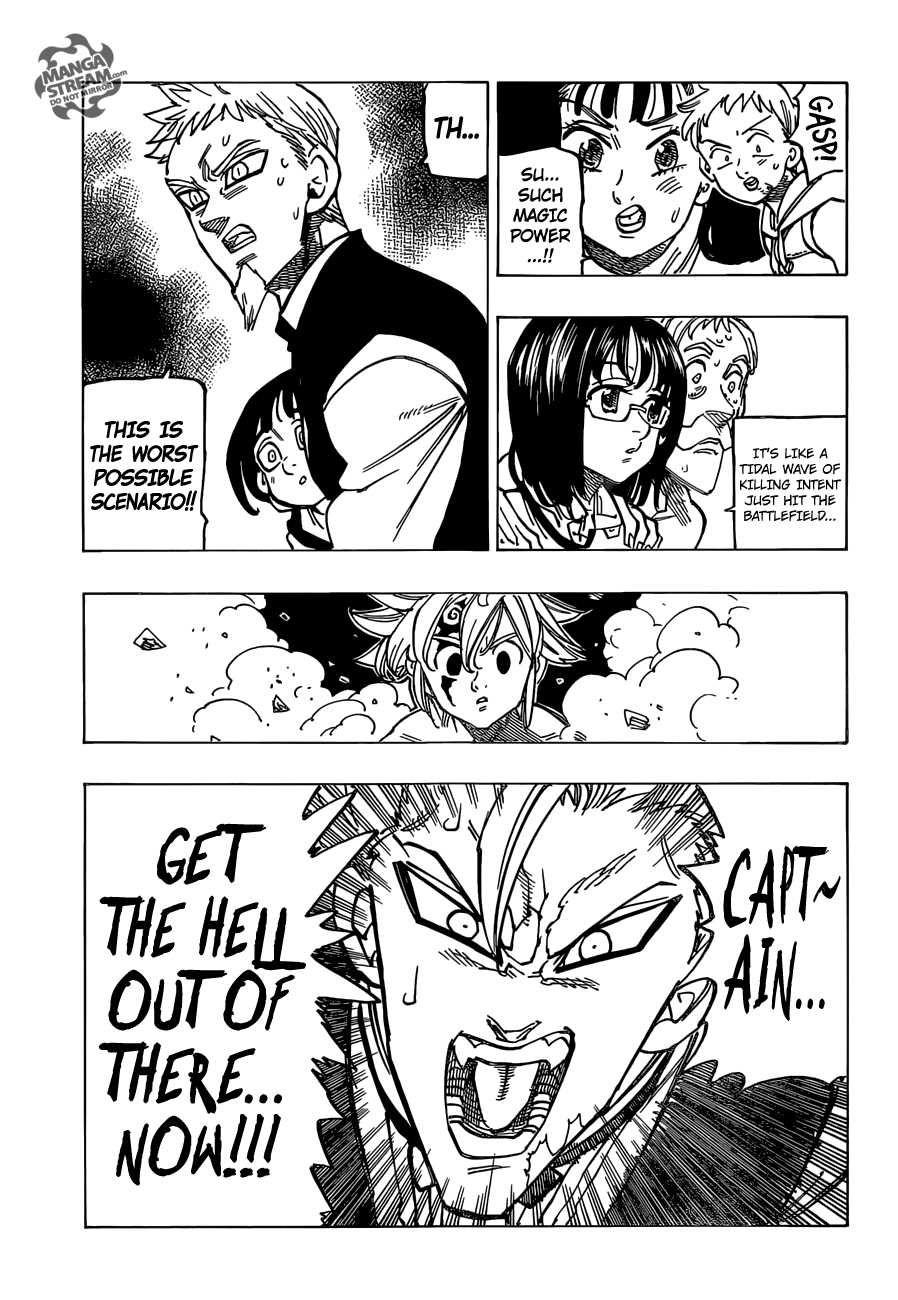 MANGA
STREAM.com
DO NOT MIRROR
GASP!
SU...
SUCH
MAGIC
POWER
...!!
IT'S LIKE A
TIDAL WAVE OF
KILLING INTENT
JUST HIT THE
BATTLEFIELD...
TH...
THIS IS
THE WORST
POSSIBLE
SCENARIO!!
CAPT~
AIN...
GET
THE HELL
OUT OF
THERE...
NOW!!!